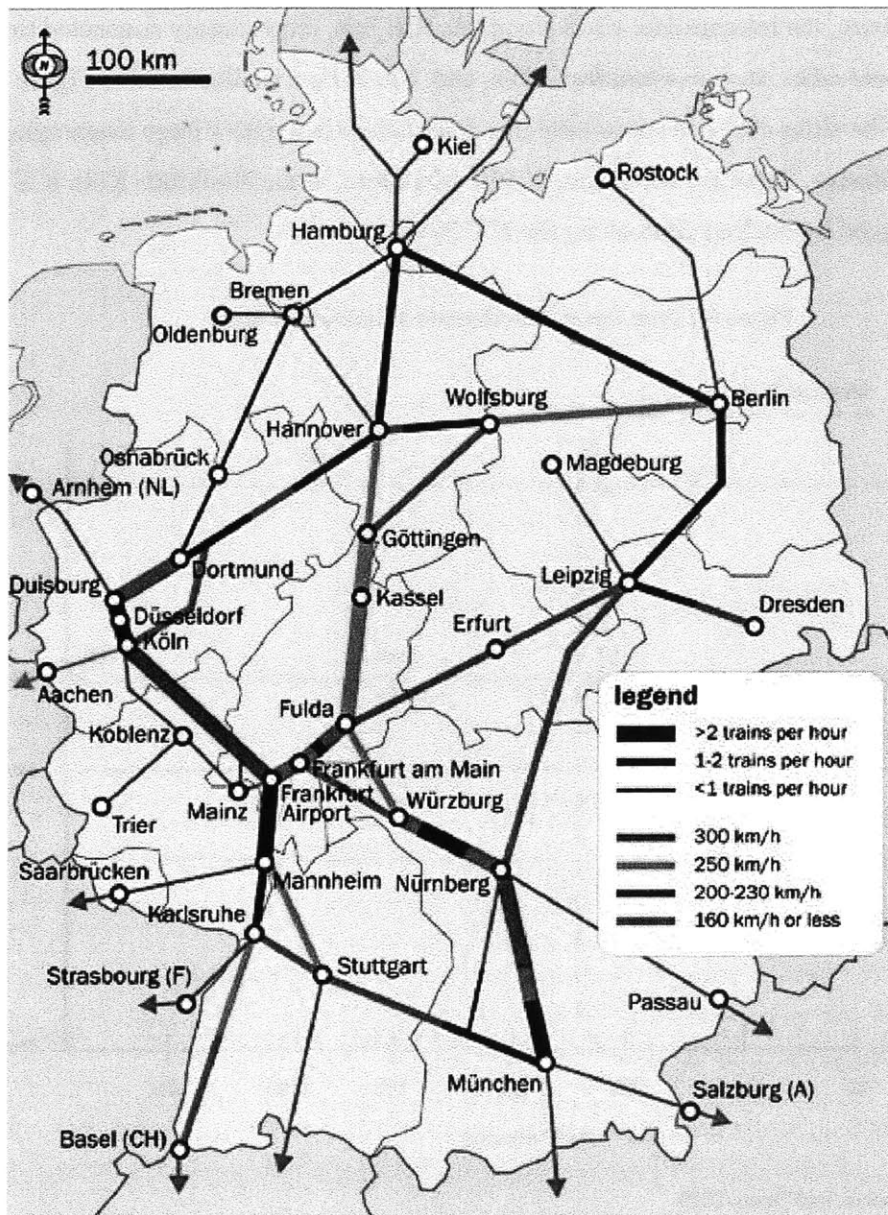 N
100 km
Kiel
Rostock
Hamburg
Bremen
Oldenburg
Wolfsburg
Berlin
Hannover
Osnabrück
Magdeburg
Arnhem (NL)
Göttingen
Dortmund
Leipzig
Duisburg
Kassel
Düsseldorf
Erfurt
Dresden
Köln
Aachen
Fulda
legend
>2 trains per hour
1-2 trains per hour
<1 trains per hour
300 km/h
250 km/h
200-230 km/h
160 km/h or less
Koblenz
Frankfurt am Main
Mainz
Frankfurt
Airport
Würzburg
Trier
Saarbrücken
Mannheim
Nürnberg
Karlsruhe
Strasbourg (F)
Stuttgart
Passau
München
Salzburg (A)
Basel (CH)